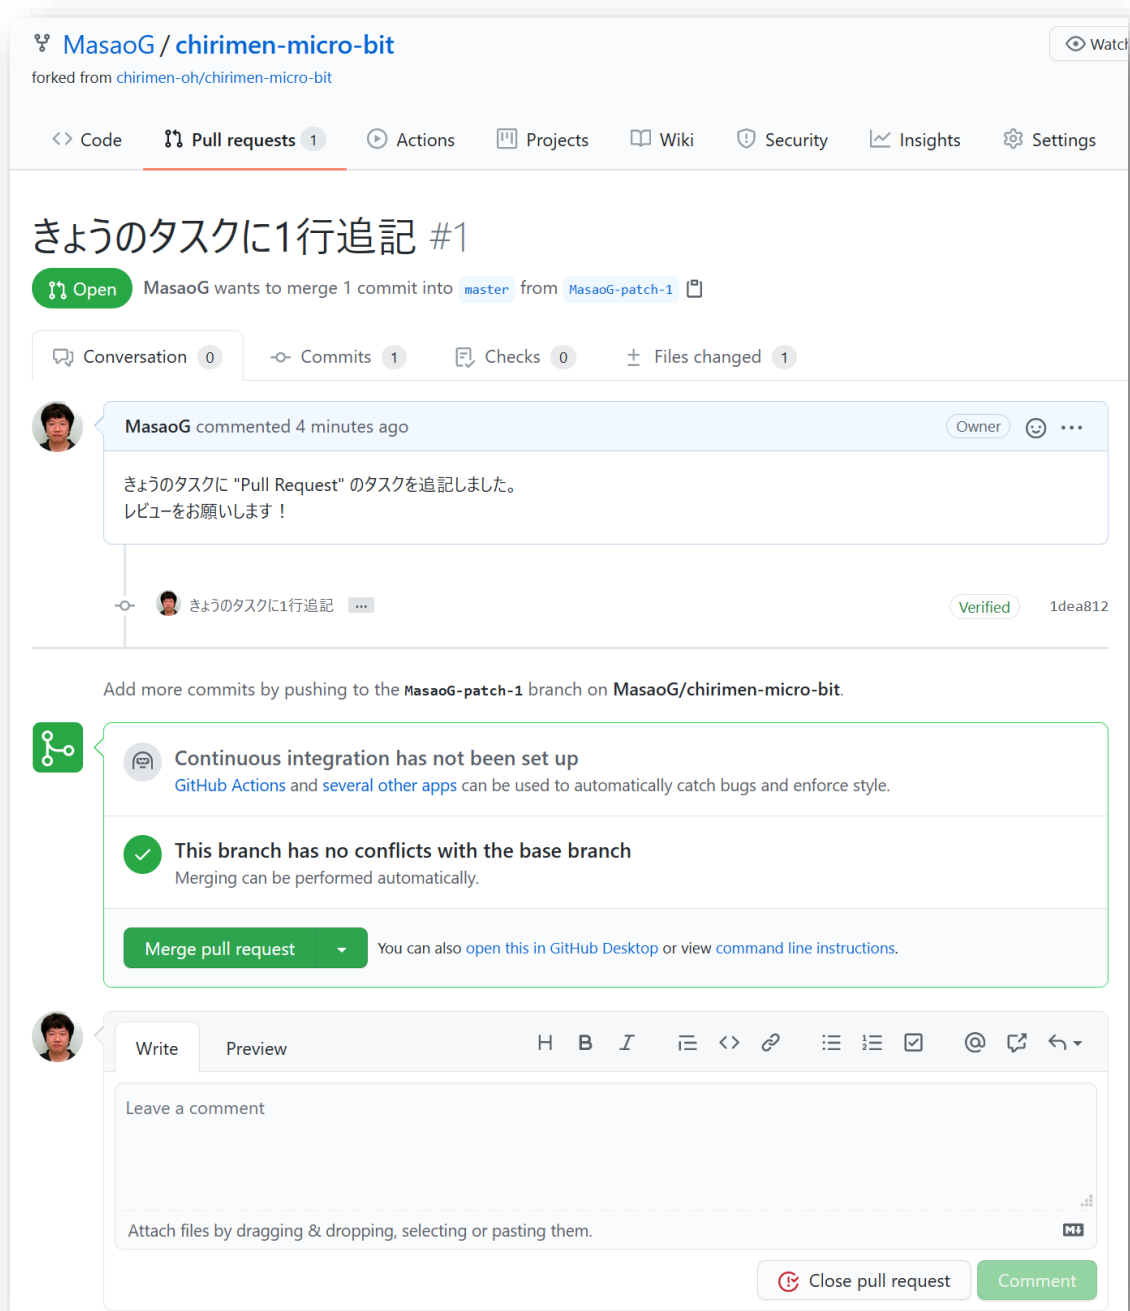 MasaoG / chirimen-micro-bit
Watch
forked from chirimen-oh/chirimen-micro-bit
Code Pull requests 1 Actions Projects Wiki Security Insights Settings
きょうのタスクに1行追記 #1
Open MasaoG wants to merge 1 commit into master from MasaoG-patch-1
Conversation 0 Commits 1 Checks 0 Files changed 1
MasaoG commented 4 minutes ago Owner
きょうのタスクに "Pull Request" のタスクを追記しました。
レビューをお願いします！
きょうのタスクに1行追記 … Verified 1dea812
Add more commits by pushing to the MasaoG-patch-1 branch on MasaoG/chirimen-micro-bit.
Continuous integration has not been set up
GitHub Actions and several other apps can be used to automatically catch bugs and enforce style.
This branch has no conflicts with the base branch
Merging can be performed automatically.
Merge pull request You can also open this in GitHub Desktop or view command line instructions.
Write Preview
Leave a comment
Attach files by dragging & dropping, selecting or pasting them.
Close pull request Comment